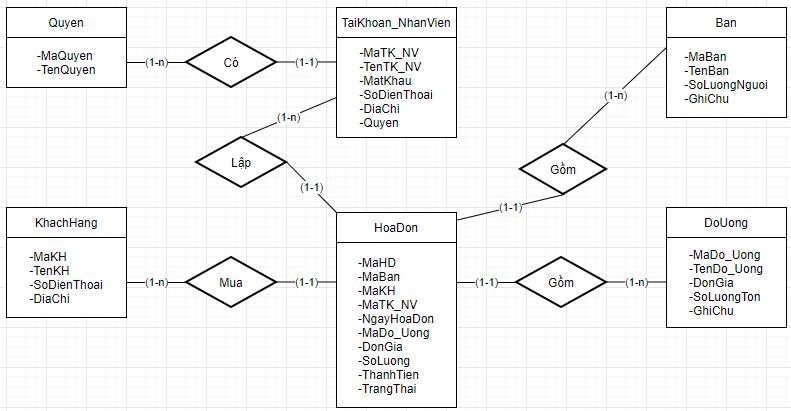 Quyen
-MaQuyen
-TenQuyen
(1-n)
Có
(1-1)
TaiKhoan_NhanVien
-MaTK_NV
-TenTK_NV
-MatKhau
-SoDienThoai
-DiaChi
-Quyen
Ban
-MaBan
-TenBan
-SoLuongNguoi
-GhiChu
(1-n)
Lập
(1-1)
(1-n)
Gồm
(1-1)
KhachHang
-MaKH
-TenKH
-SoDienThoai
-DiaChi
(1-n)
Mua
(1-1)
HoaDon
-MaHD
-MaBan
-MaKH
-MaTK_NV
-NgayHoaDon
-MaDo_Uong
-DonGia
-SoLuong
-ThanhTien
-TrangThai
(1-1)
Gồm
(1-n)
DoUong
-MaDo_Uong
-TenDo_Uong
-DonGia
-SoLuongTon
-GhiChu